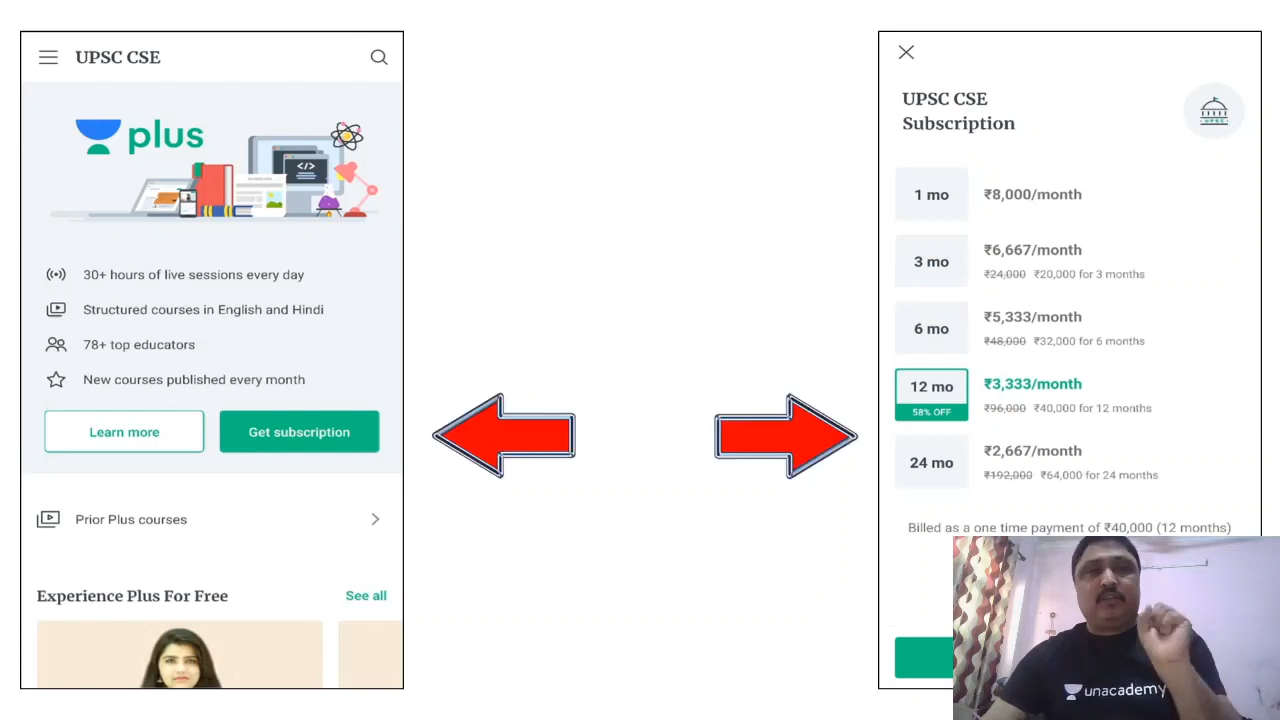 UPSC CSE
plus
</>
30+ hours of live sessions every day
Structured courses in English and Hindi
78+ top educators
New courses published every month
Learn more
Get subscription
Prior Plus courses
Experience Plus For Free
See all
UPSC CSE
Subscription
UPSC
1 mo
₹8,000/month
3 mo
₹6,667/month
₹24,000 ₹20,000 for 3 months
6 mo
₹5,333/month
₹48,000 ₹32,000 for 6 months
12 mo
58% OFF
₹3,333/month
₹96,000 ₹40,000 for 12 months
24 mo
₹2,667/month
₹192,000 ₹64,000 for 24 months
Billed as a one time payment of ₹40,000 (12 months)
unacademy